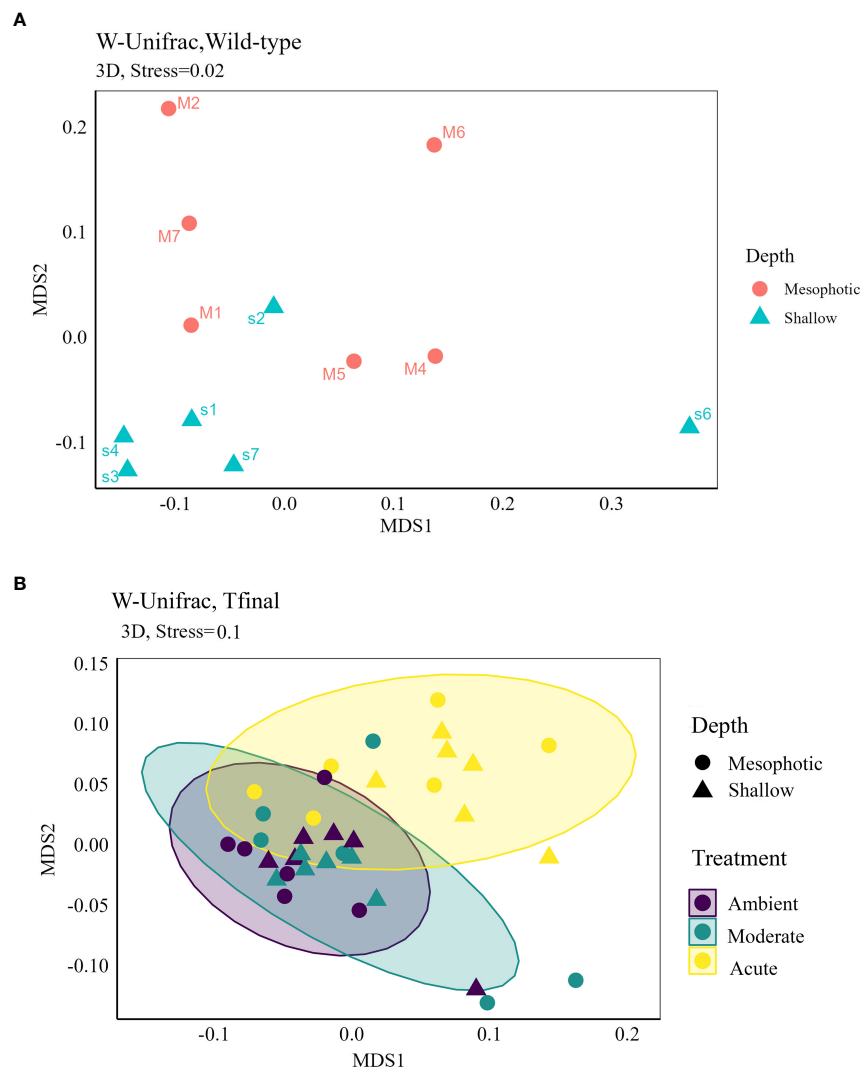 A
W-Unifrac,Wild-type
3D, Stress=0.02
M2
M6
0.2
M7
0.1
M1
s2
Depth
Mesophotic
Shallow
MDS2
0.0
M5
M4
s1
s6
-0.1
s4
s7
s3
-0.1 0.0 0.1 0.2 0.3
MDS1
B
W-Unifrac, Tfinal
3D, Stress=0.1
0.15
0.10
0.05
0.00
-0.05
-0.10
MDS2
Depth
Mesophotic
Shallow
Treatment
Ambient
Moderate
Acute
-0.1 0.0 0.1 0.2
MDS1